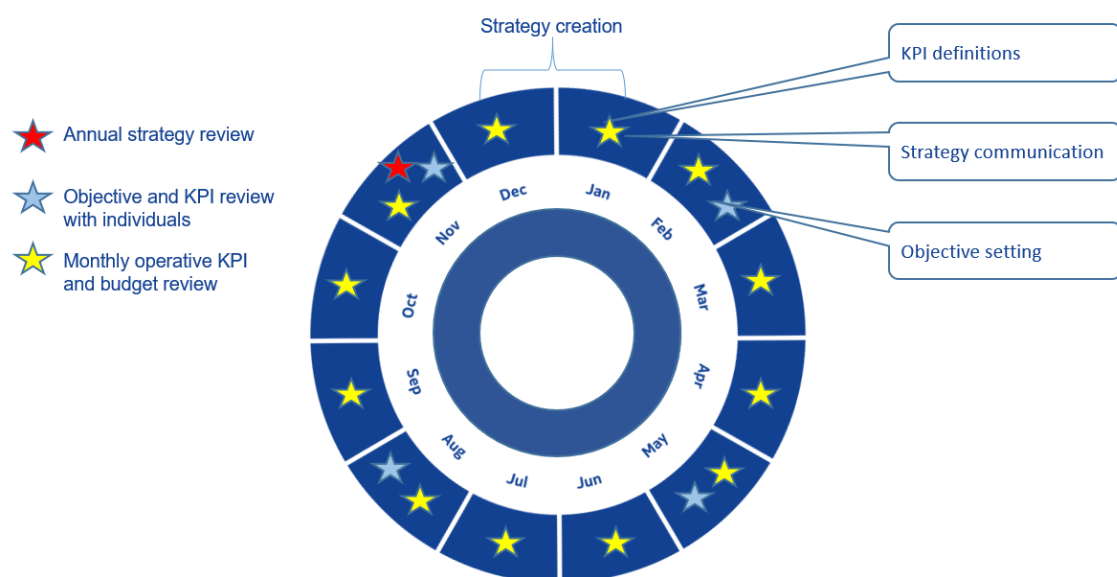 Strategy creation
KPI definitions
Annual strategy review
Strategy communication
Objective and KPI review
with individuals
Objective setting
Monthly operative KPI
and budget review
Jan
Feb
Mar
Apr
May
Jun
Jul
Aug
Sep
Oct
Nov
Dec